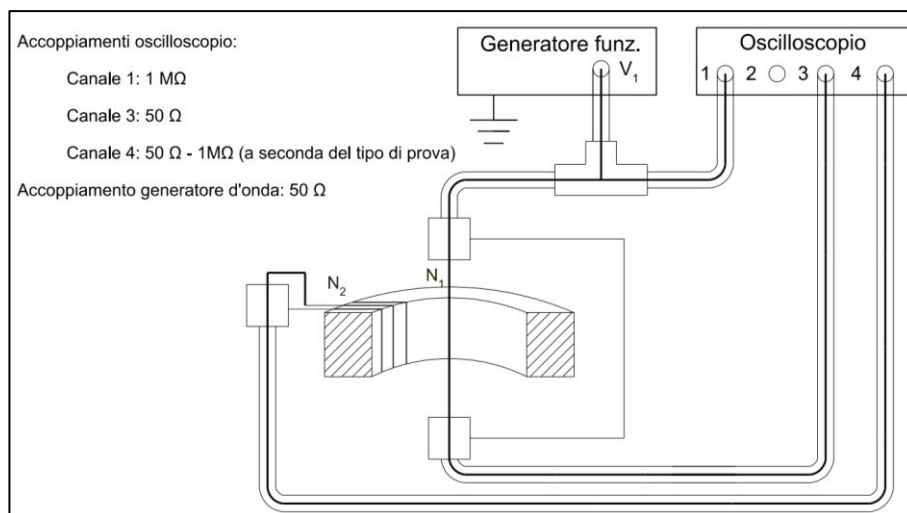 Accoppiamenti oscilloscopio:
Canale 1: 1 MΩ
Canale 3: 50 Ω
Canale 4: 50 Ω - 1MΩ (a seconda del tipo di prova)
Accoppiamento generatore d'onda: 50 Ω
Generatore funz.
V₁
Oscilloscopio
1 2 3 4
N₂
N₁